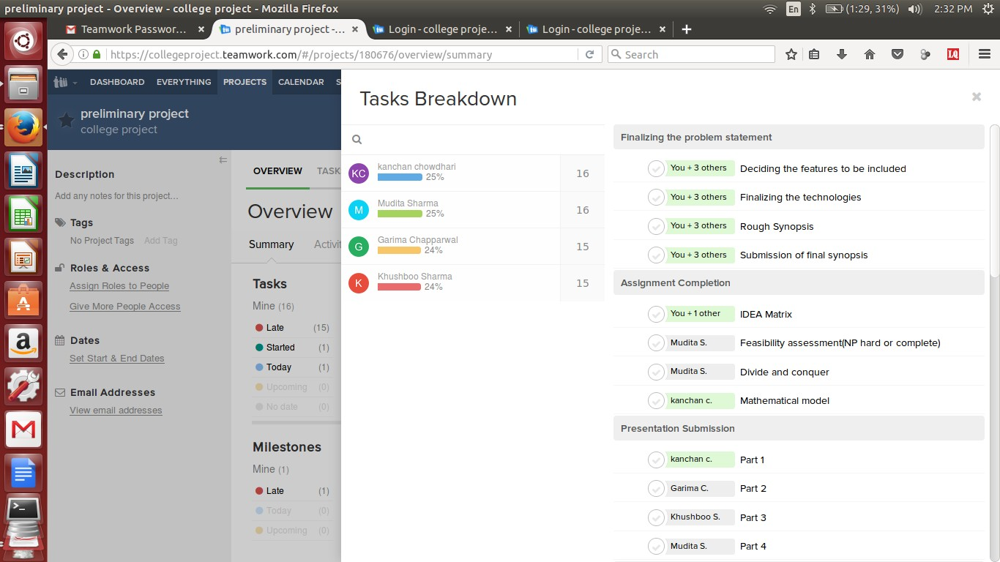 preliminary project - Overview - college project - Mozilla Firefox
En (1:29, 31%) 2:32 PM
Teamwork Passwor…
preliminary project -…
Login - college proje…
Login - college proje…
https://collegeproject.teamwork.com/#/projects/180676/overview/summary
Search
DASHBOARD EVERYTHING PROJECTS CALENDAR S
preliminary project
college project
Description
Add any notes for this project…
Tags
No Project Tags Add Tag
Roles & Access
Assign Roles to People
Give More People Access
Dates
Set Start & End Dates
Email Addresses
View email addresses
OVERVIEW TASK
Overview
Summary Activi
Tasks
Mine (16)
Late (15)
Started (1)
Today (1)
Upcoming (0)
No date (0)
Milestones
Mine (1)
Late (1)
Today (0)
Upcoming (0)
Tasks Breakdown
KC kanchan chowdhari 25% 16
M Mudita Sharma 25% 16
G Garima Chapparwal 24% 15
K Khushboo Sharma 24% 15
Finalizing the problem statement
You + 3 others Deciding the features to be included
You + 3 others Finalizing the technologies
You + 3 others Rough Synopsis
You + 3 others Submission of final synopsis
Assignment Completion
You + 1 other IDEA Matrix
Mudita S. Feasibility assessment(NP hard or complete)
Mudita S. Divide and conquer
kanchan c. Mathematical model
Presentation Submission
kanchan c. Part 1
Garima C. Part 2
Khushboo S. Part 3
Mudita S. Part 4